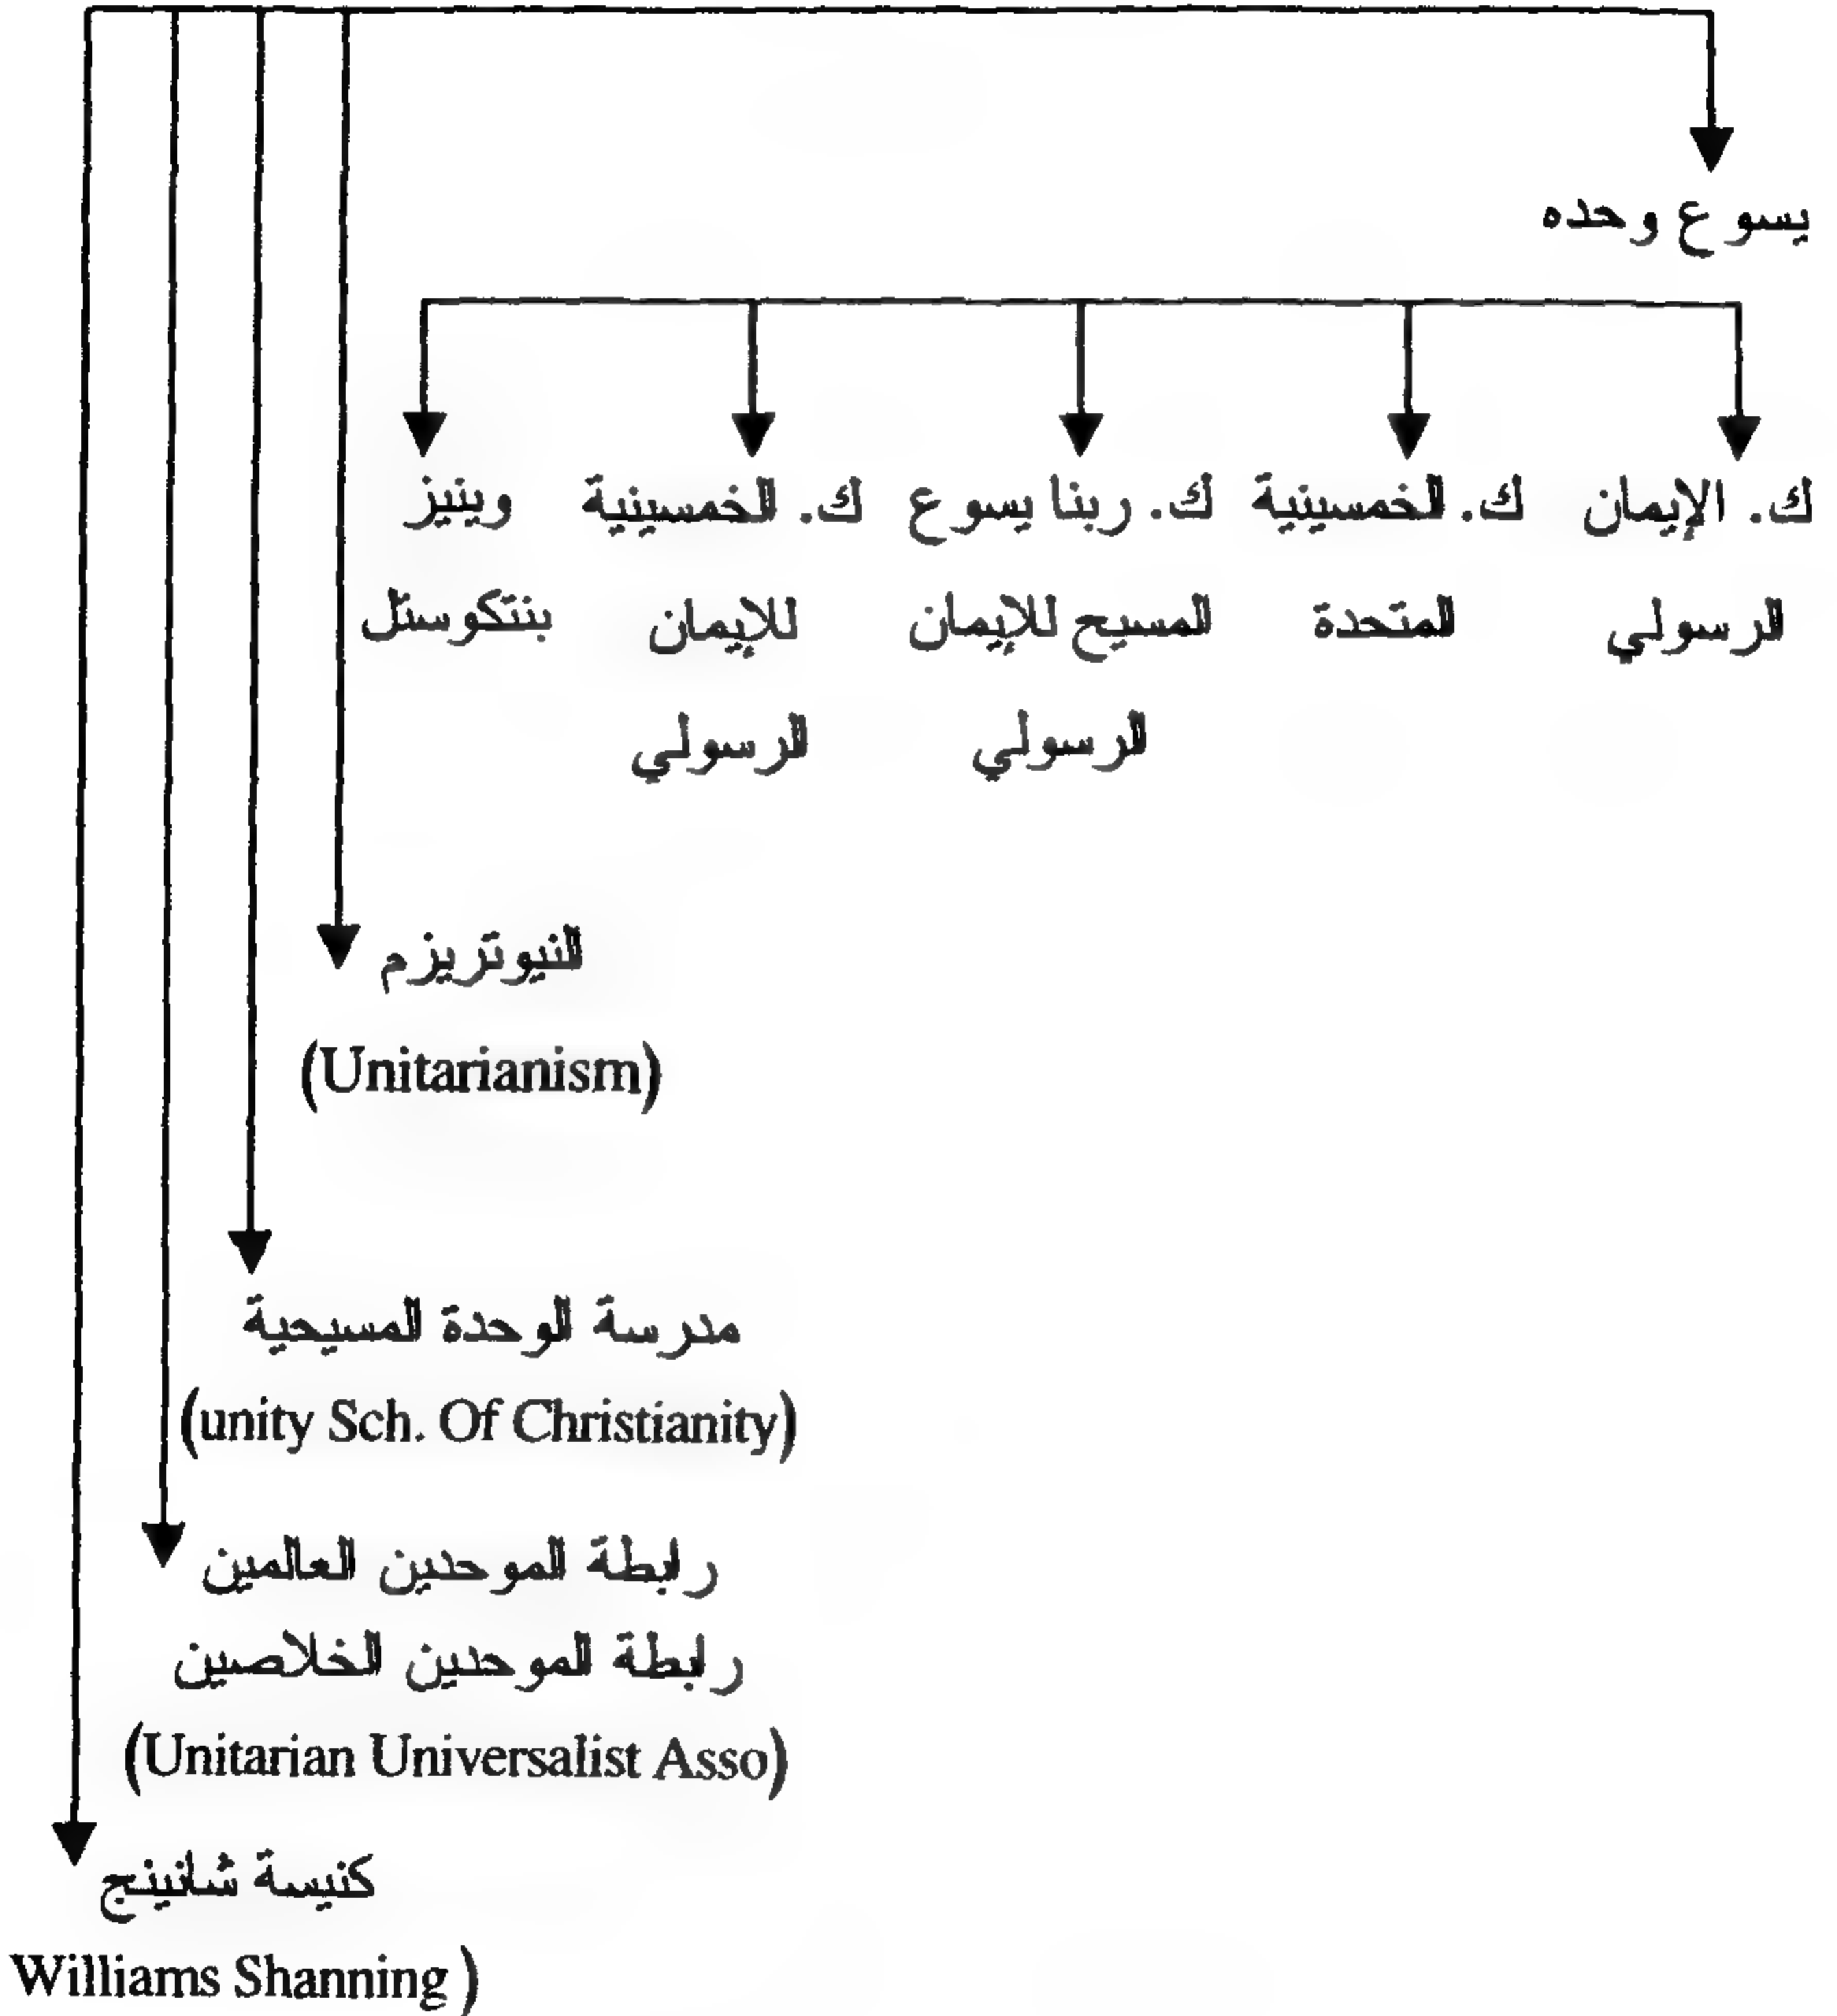 يسوع وحده
ك. الإيمان
الرسولي
ك. الخمسينية
المتحدة
ك. ربنا يسوع
المسيح للإيمان
الرسولي
ك. الخمسينية
للإيمان
الرسولي
وينيز
بنتكوستل
النيوتريزم
(Unitarianism)
مدرسة الوحدة المسيحية
(unity Sch. Of Christianity)
رابطة الموحدين العالمين
رابطة الموحدين الخلاصين
(Unitarian Universalist Asso)
كنيسة شانينج
Williams Shanning )